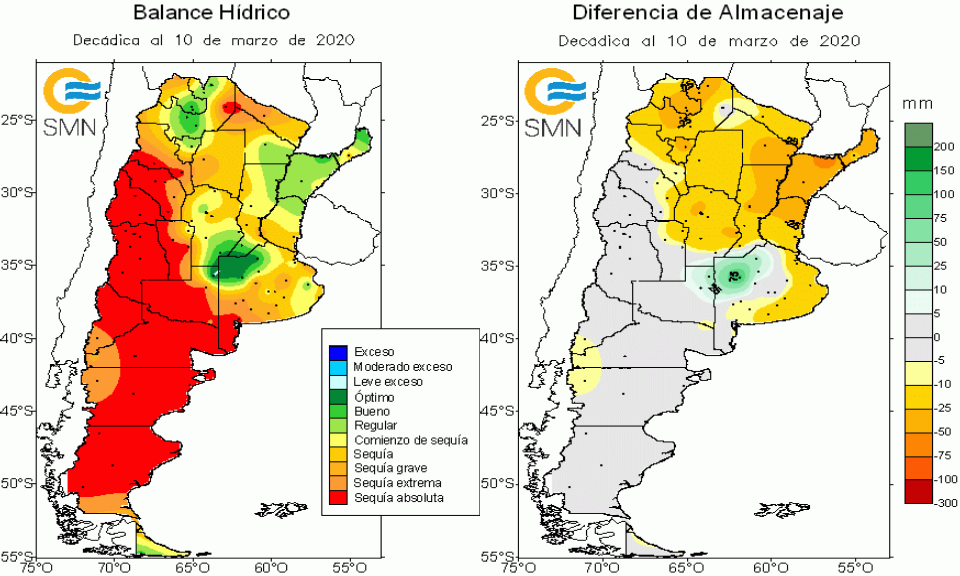 Balance Hídrico
Decádica al 10 de marzo de 2020
SMN
25°S
30°S
35°S
40°S
45°S
50°S
55°S
75°O
70°O
65°O
60°O
55°O
Exceso
Moderado exceso
Leve exceso
Óptimo
Bueno
Regular
Comienzo de sequía
Sequía
Sequía grave
Sequía extrema
Sequía absoluta
Diferencia de Almacenaje
Decádica al 10 de marzo de 2020
SMN
25°S
30°S
35°S
40°S
45°S
50°S
55°S
75°O
70°O
65°O
60°O
55°O
mm
200
150
100
75
50
25
10
5
0
-5
-10
-25
-50
-75
-100
-300